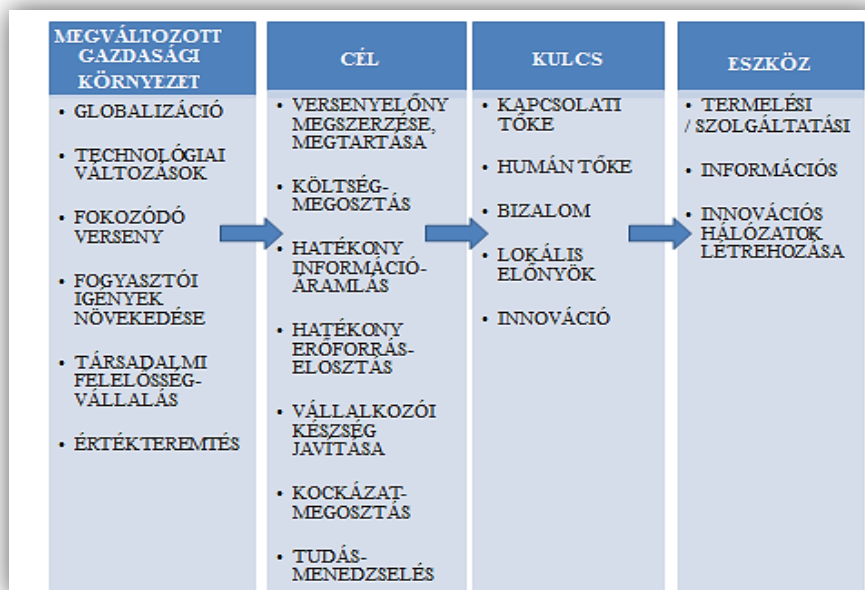 MEGVÁLTOZOTT
GAZDASÁGI
KÖRNYEZET
• GLOBALIZÁCIÓ
• TECHNOLÓGIAI
VÁLTOZÁSOK
• FOKOZÓDÓ
VERSENY
• FOGYASZTÓI
IGÉNYEK
NÖVEKEDÉSE
• TÁRSADALMI
FELELŐSSÉG-
VÁLLALÁS
• ÉRTÉKTEREMTÉS
CÉL
• VERSENYELŐNY
MEGSZERZÉSE,
MEGTARTÁSA
• KÖLTSÉG-
MEGOSZTÁS
• HATÉKONY
INFORMÁCIÓ-
ÁRAMLÁS
• HATÉKONY
ERŐFORRÁS-
ELOSZTÁS
• VÁLLALKOZÓI
KÉSZSÉG
JAVÍTÁSA
• KOCKÁZAT-
MEGOSZTÁS
• TUDÁS-
MENEDZSELÉS
KULCS
• KAPCSOLATI
TŐKE
• HUMÁN TŐKE
• BIZALOM
• LOKÁLIS
ELŐNYÖK
• INNOVÁCIÓ
ESZKÖZ
• TERMELÉSI
/ SZOLGÁLTATÁSI
• INFORMÁCIÓS
• INNOVÁCIÓS
HÁLÓZATOK
LÉTREHOZÁSA